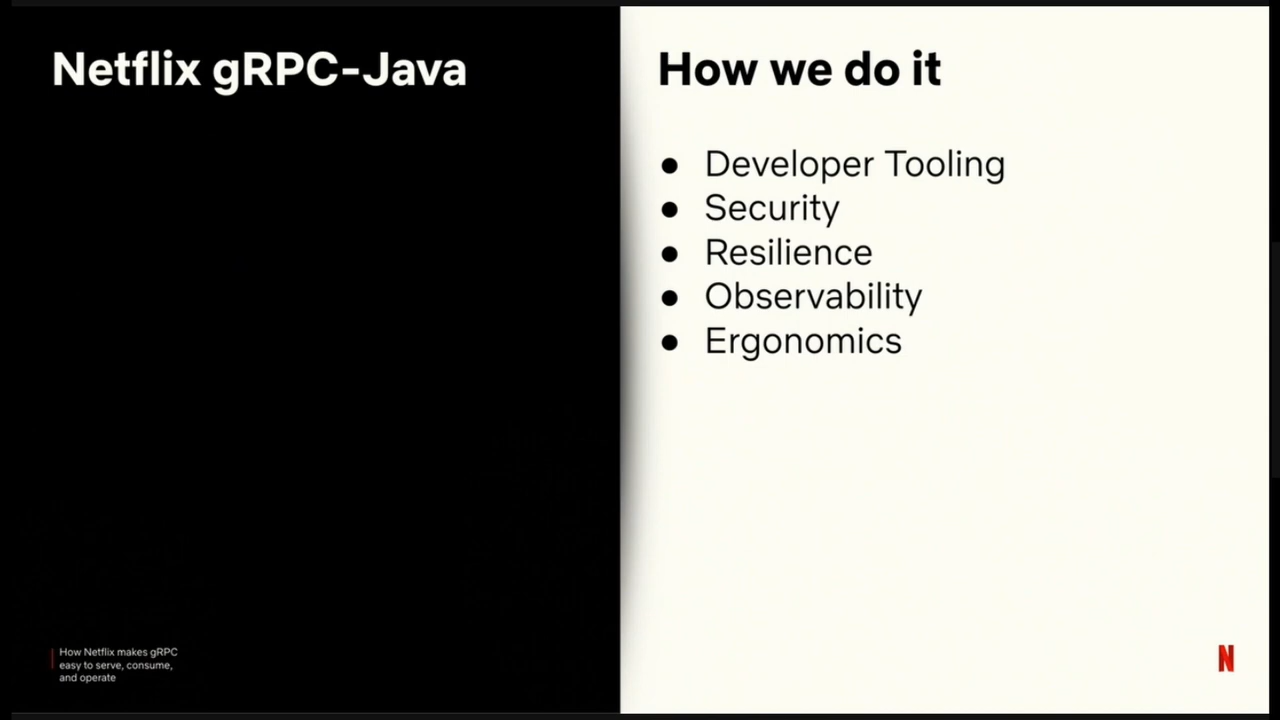 Netflix gRPC-Java
How we do it
● Developer Tooling
● Security
● Resilience
● Observability
● Ergonomics
How Netflix makes gRPC
easy to serve, consume,
and operate
N